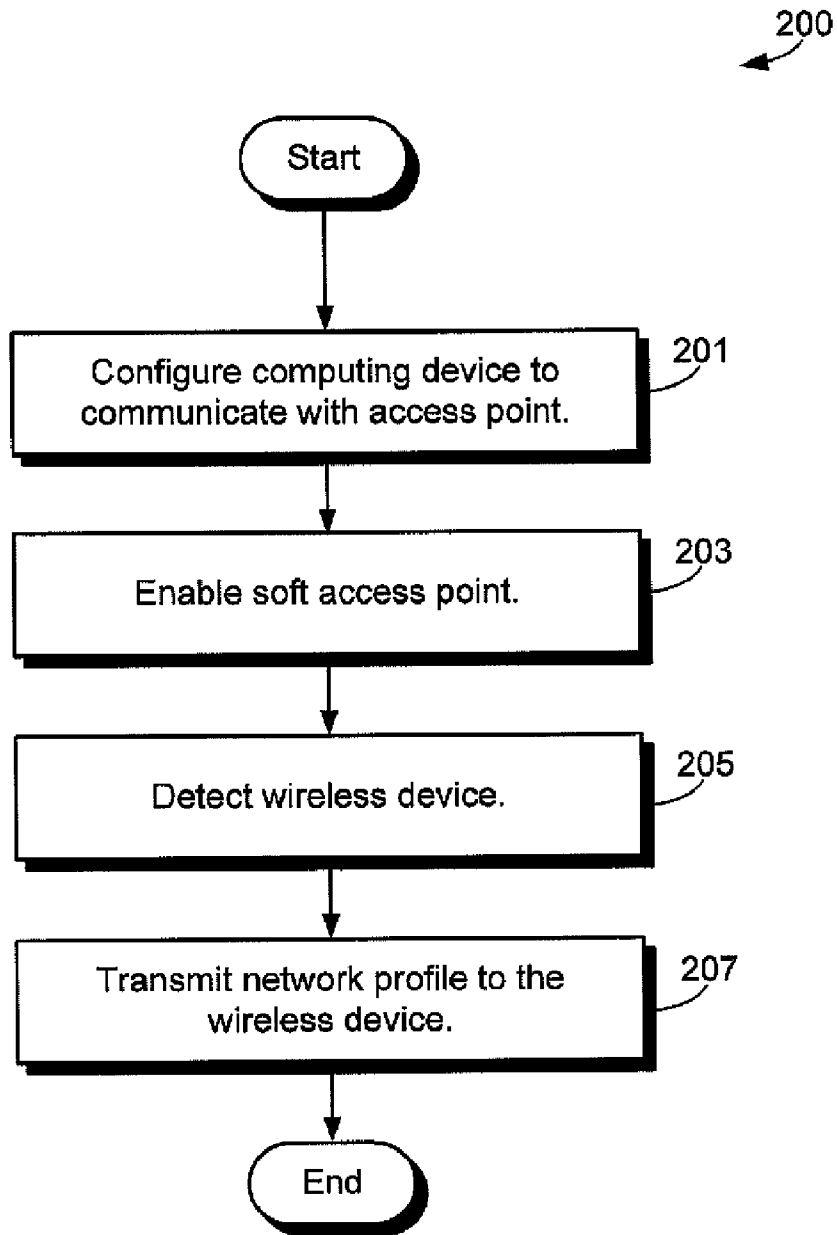 200
Start
Configure computing device to
communicate with access point.
201
Enable soft access point.
203
Detect wireless device.
205
Transmit network profile to the
wireless device.
207
End